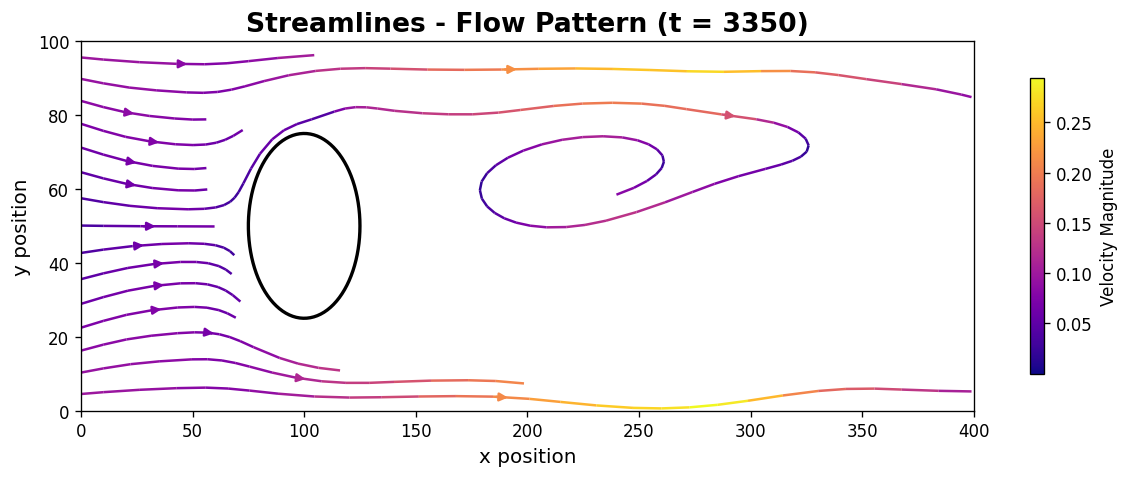 Streamlines - Flow Pattern (t = 3350)
100
80
60
40
20
0
y position
0 50 100 150 200 250 300 350 400
x position
0.25
0.20
0.15
0.10
0.05
Velocity Magnitude